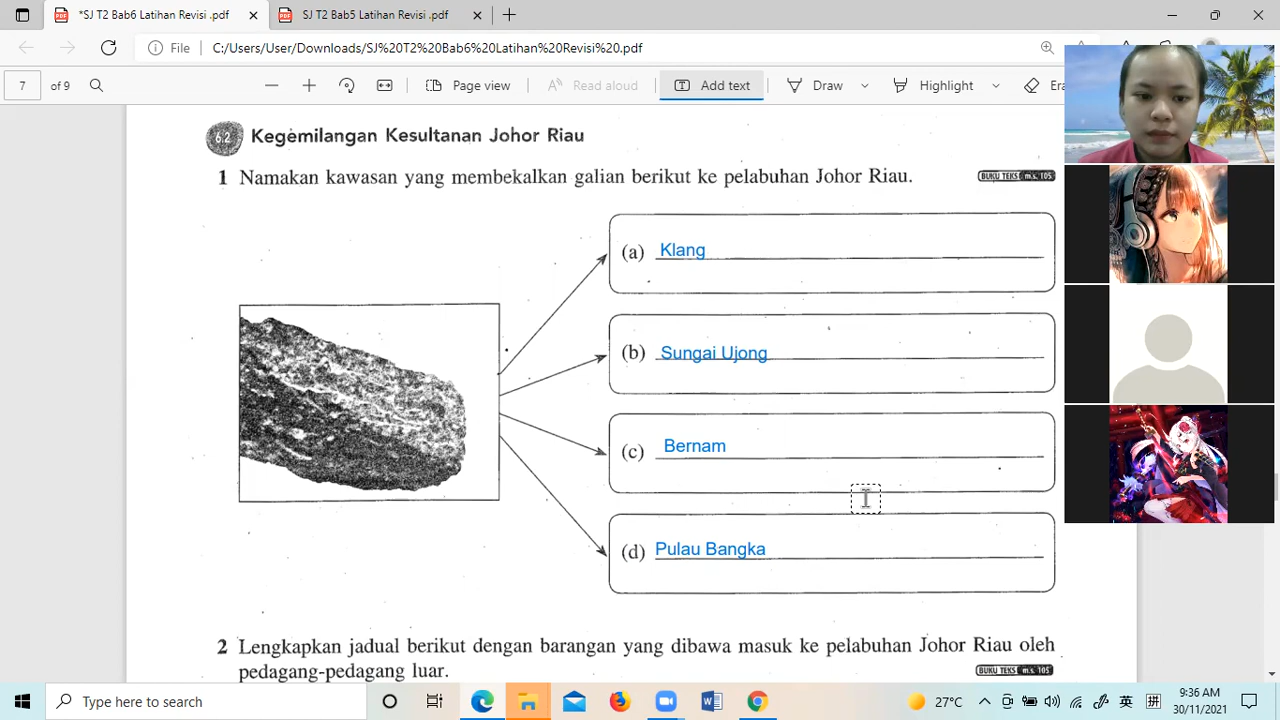 *SJ T2 Bab6 Latihan Revisi .pdf
SJ T2 Bab5 Latihan Revisi.pdf
File C:/Users/User/Downloads/SJ%20T2%20Bab6%20Latihan%20Revisi%20.pdf
7 of 9 Page view Read aloud Add text Draw Highlight Era
6.2 Kegemilangan Kesultanan Johor Riau
1 Namakan kawasan yang membekalkan galian berikut ke pelabuhan Johor Riau. BUKU TEKS m.s. 105
(a) Klang
(b) Sungai Ujong
(c) Bernam
(d) Pulau Bangka
2 Lengkapkan jadual berikut dengan barangan yang dibawa masuk ke pelabuhan Johor Riau oleh
pedagang-pedagang luar. BUKU TEKS m.s. 105
Type here to search
27°C
英
拼
9:36 AM
30/11/2021